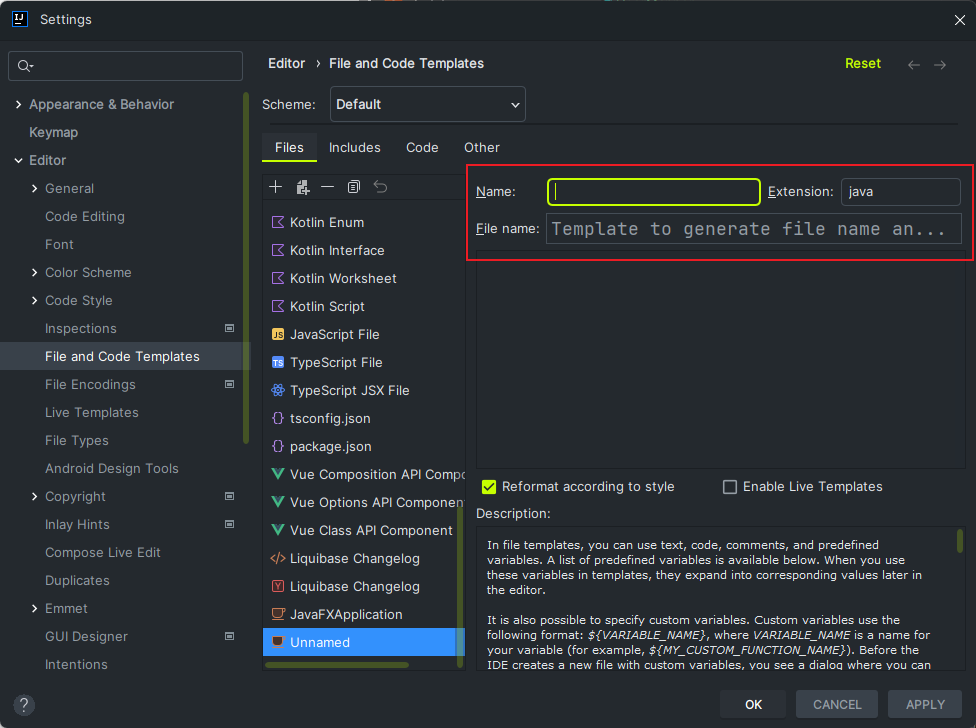 Settings
Editor › File and Code Templates
Reset
Scheme: Default
Appearance & Behavior
Keymap
Editor
General
Code Editing
Font
Color Scheme
Code Style
Inspections
File and Code Templates
File Encodings
Live Templates
File Types
Android Design Tools
Copyright
Inlay Hints
Compose Live Edit
Duplicates
Emmet
GUI Designer
Intentions
Files Includes Code Other
Kotlin Enum
Kotlin Interface
Kotlin Worksheet
Kotlin Script
JavaScript File
TypeScript File
TypeScript JSX File
tsconfig.json
package.json
Vue Composition API Compo
Vue Options API Componen
Vue Class API Component
Liquibase Changelog
Liquibase Changelog
JavaFXApplication
Unnamed
Name: Extension: java
File name: Template to generate file name an...
Reformat according to style Enable Live Templates
Description:
In file templates, you can use text, code, comments, and predefined
variables. A list of predefined variables is available below. When you use
these variables in templates, they expand into corresponding values later in
the editor.
It is also possible to specify custom variables. Custom variables use the
following format: ${VARIABLE_NAME}, where VARIABLE_NAME is a name for
your variable (for example, ${MY_CUSTOM_FUNCTION_NAME}). Before the
IDE creates a new file with custom variables, you see a dialog where you can
? OK CANCEL APPLY